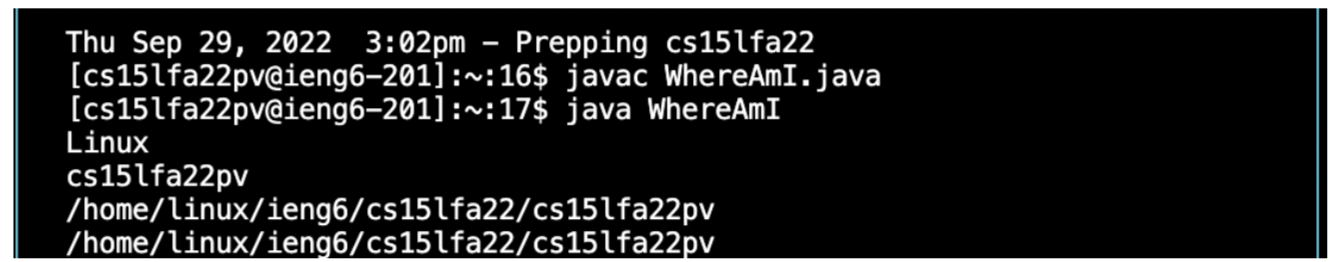 Thu Sep 29, 2022  3:02pm – Prepping cs15lfa22
[cs15lfa22pv@ieng6–201]:~:16$ javac WhereAmI.java
[cs15lfa22pv@ieng6–201]:~:17$ java WhereAmI
Linux
cs15lfa22pv
/home/linux/ieng6/cs15lfa22/cs15lfa22pv
/home/linux/ieng6/cs15lfa22/cs15lfa22pv